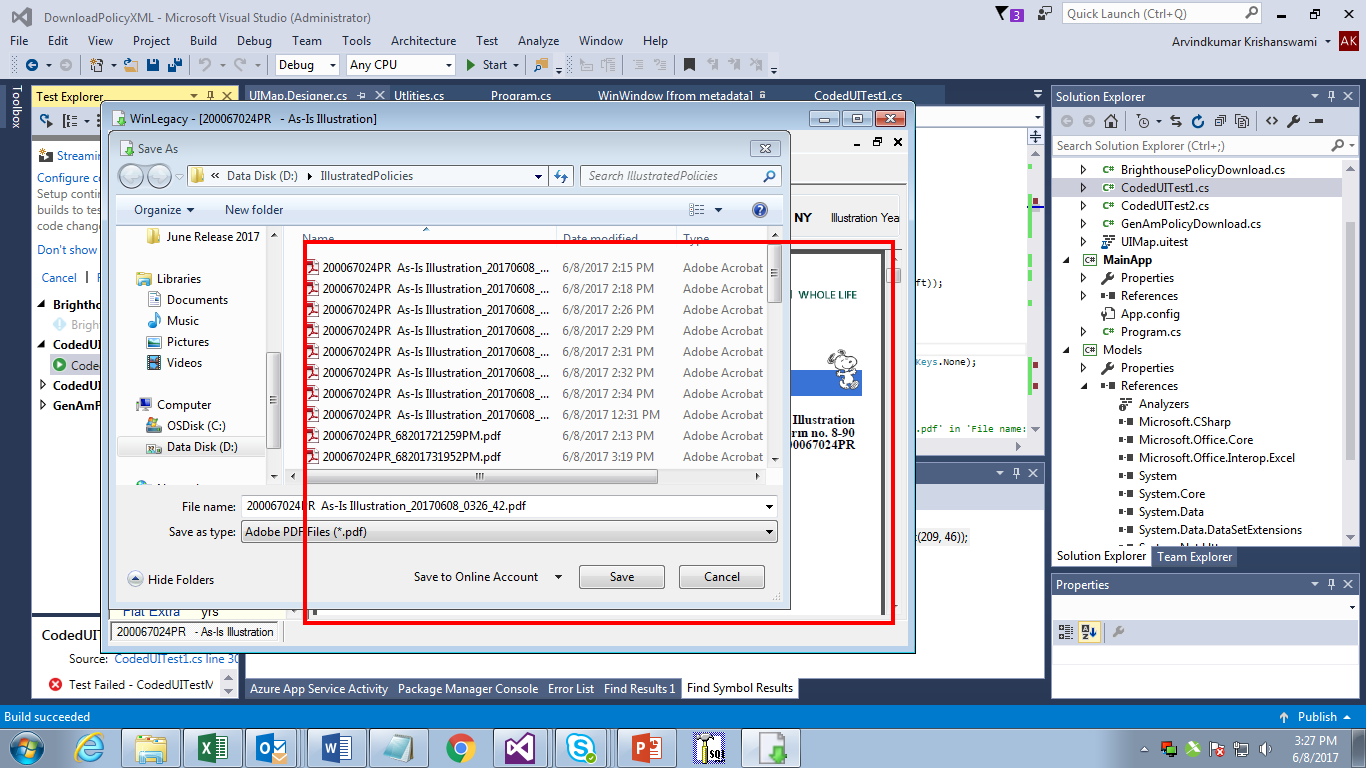 DownloadPolicyXML - Microsoft Visual Studio (Administrator)
3
Quick Launch (Ctrl+Q)
File Edit View Project Build Debug Team Tools Architecture Test Analyze Window Help
Arvindkumar Krishanswami AK
Debug Any CPU Start
Toolbox
Test Explorer
Streamin
Configure c
Setup conti
builds to tes
code change
Don't show
Cancel
Brightho
Bright
CodedUI
Code
CodedUI
GenAmP
CodedUIT
Source: CodedUITest1.cs line 30
Test Failed - CodedUITestM
UIMap.Designer.cs Utlities.cs Program.cs WinWindow [from metadata] CodedUITest1.cs
WinLegacy - [200067024PR - As-Is Illustration]
Save As
Data Disk (D:) IllustratedPolicies
Search IllustratedPolicies
Organize New folder
June Release 2017
Libraries
Documents
Music
Pictures
Videos
Computer
OSDisk (C:)
Data Disk (D:)
Name Date modified Type
200067024PR As-Is Illustration_20170608_... 6/8/2017 2:15 PM Adobe Acrobat
200067024PR As-Is Illustration_20170608_... 6/8/2017 2:18 PM Adobe Acrobat
200067024PR As-Is Illustration_20170608_... 6/8/2017 2:26 PM Adobe Acrobat
200067024PR As-Is Illustration_20170608_... 6/8/2017 2:29 PM Adobe Acrobat
200067024PR As-Is Illustration_20170608_... 6/8/2017 2:31 PM Adobe Acrobat
200067024PR As-Is Illustration_20170608_... 6/8/2017 2:32 PM Adobe Acrobat
200067024PR As-Is Illustration_20170608_... 6/8/2017 2:34 PM Adobe Acrobat
200067024PR As-Is Illustration_20170608_... 6/8/2017 12:31 PM Adobe Acrobat
200067024PR_68201721259PM.pdf 6/8/2017 2:13 PM Adobe Acrobat
200067024PR_68201731952PM.pdf 6/8/2017 3:19 PM Adobe Acrobat
File name: 200067024PR As-Is Illustration_20170608_0326_42.pdf
Save as type: Adobe PDF Files (*.pdf)
Hide Folders
Save to Online Account Save Cancel
Flat Extra yrs
200067024PR - As-Is Illustration
NY Illustration Yea
WHOLE LIFE
Illustration
rm no. 8-90
00067024PR
ft));
Keys.None);
.pdf' in 'File name:
(209, 46));
Solution Explorer
Search Solution Explorer (Ctrl+;)
BrighthousePolicyDownload.cs
CodedUITest1.cs
CodedUITest2.cs
GenAmPolicyDownload.cs
UIMap.uitest
MainApp
Properties
References
App.config
Program.cs
Models
Properties
References
Analyzers
Microsoft.CSharp
Microsoft.Office.Core
Microsoft.Office.Interop.Excel
System
System.Core
System.Data
System.Data.DataSetExtensions
Solution Explorer Team Explorer
Properties
Azure App Service Activity Package Manager Console Error List Find Results 1 Find Symbol Results
Build succeeded
Publish
3:27 PM
6/8/2017